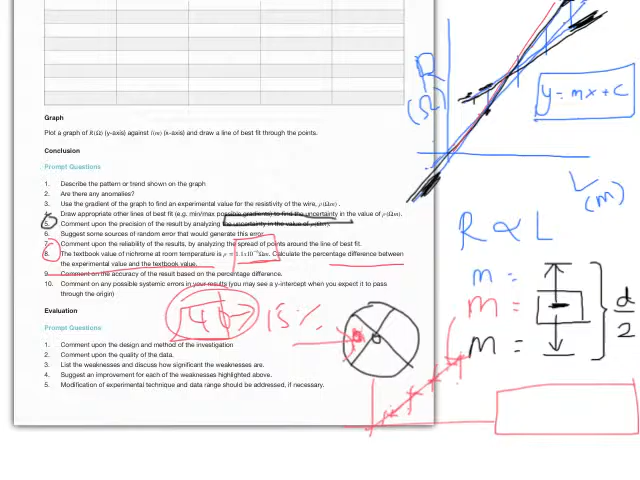 Graph
Plot a graph of R(Ω) (y-axis) against l(m) (x-axis) and draw a line of best fit through the points.
Conclusion
Prompt Questions
1. Describe the pattern or trend shown on the graph
2. Are there any anomalies?
3. Use the gradient of the graph to find an experimental value for the resistivity of the wire, ρ (Ωm) .
4. Draw appropriate other lines of best fit (e.g. min/max possible gradients) to find the uncertainty in the value of ρ (Ωm).
5. Comment upon the precision of the result by analyzing the uncertainty in the value of ρ(Ωm).
6. Suggest some sources of random error that would generate this error.
7. Comment upon the reliability of the results, by analyzing the spread of points around the line of best fit.
8. The textbook value of nichrome at room temperature is ρ = 1.1x10⁻⁶ Ωm. Calculate the percentage difference between
the experimental value and the textbook value.
9. Comment on the accuracy of the result based on the percentage difference.
10. Comment on any possible systematic errors in your results (you may see a y-intercept when you expect it to pass
through the origin)
Evaluation
Prompt Questions
1. Comment upon the design and method of the investigation
2. Comment upon the quality of the data.
3. List the weaknesses and discuss how significant the weaknesses are.
4. Suggest an improvement for each of the weaknesses highlighted above.
5. Modification of experimental technique and data range should be addressed, if necessary.
15%
R
(Ω)
y = mx + c
L
(m)
R ∝ L
m =
m =
m =
d/2